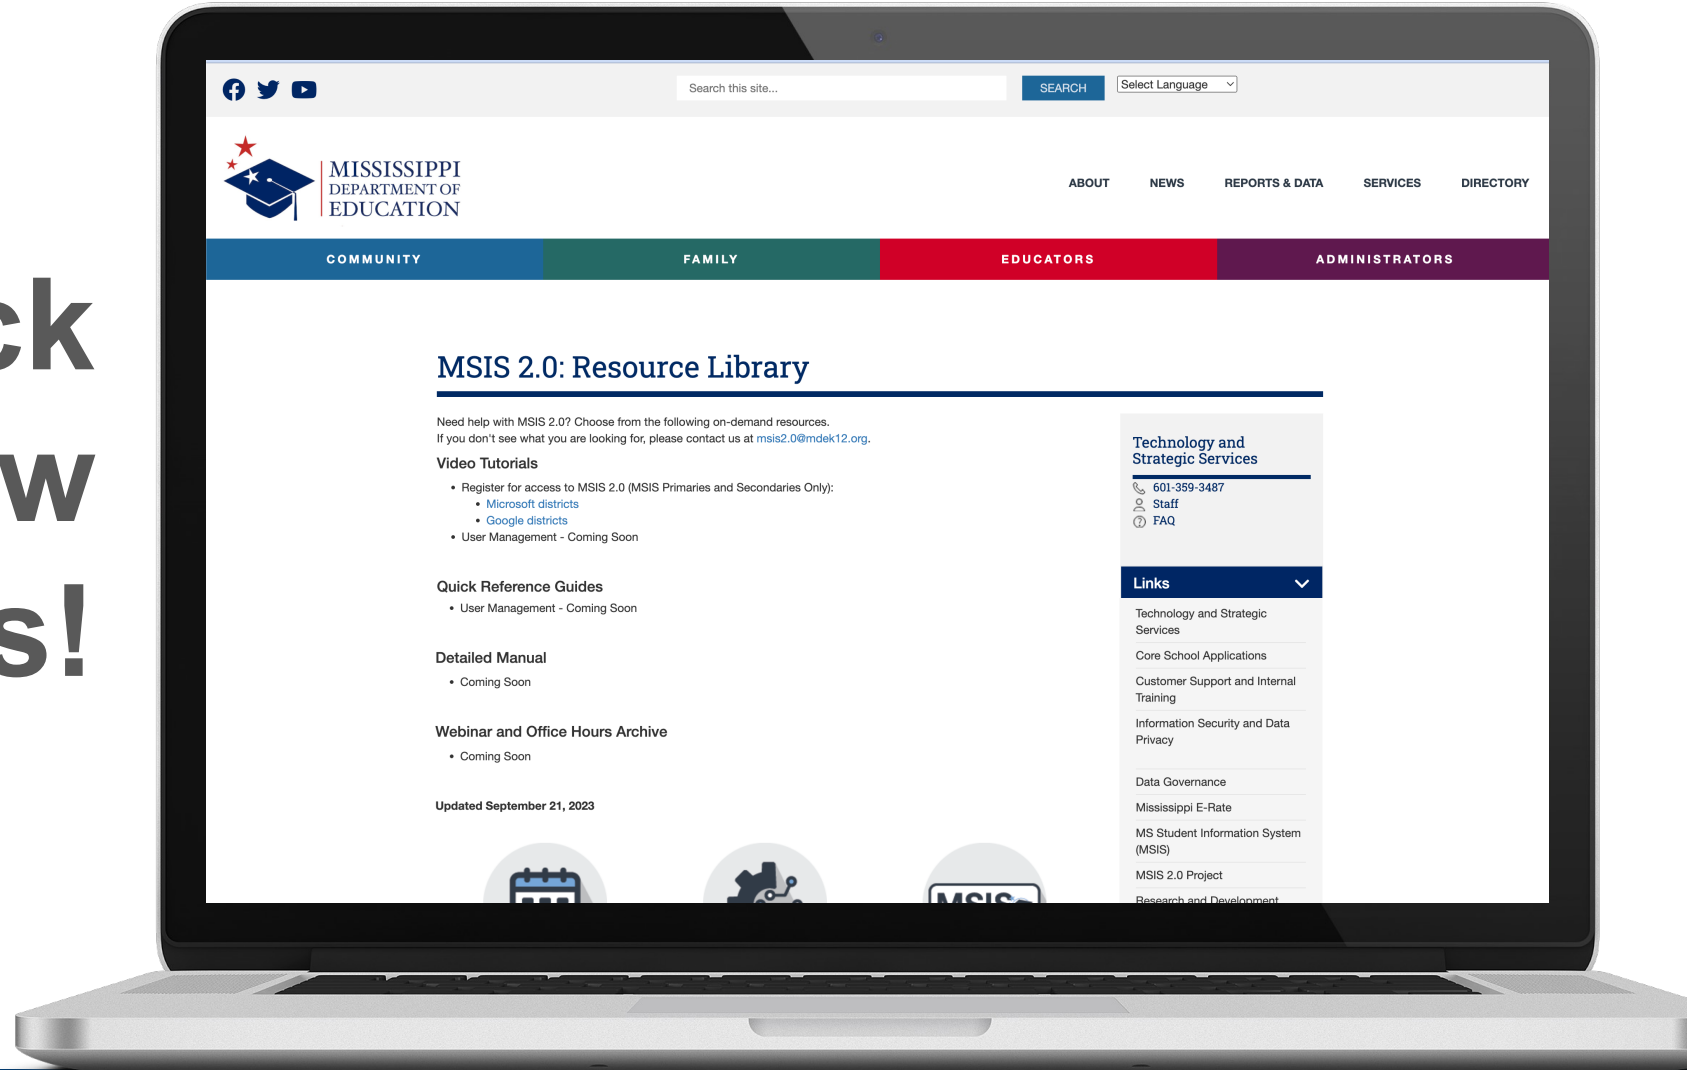 ck
w
s!
Search this site...
SEARCH
Select Language
MISSISSIPPI
DEPARTMENT OF
EDUCATION
ABOUT NEWS REPORTS & DATA SERVICES DIRECTORY
COMMUNITY FAMILY EDUCATORS ADMINISTRATORS
MSIS 2.0: Resource Library
Need help with MSIS 2.0? Choose from the following on-demand resources.
If you don't see what you are looking for, please contact us at msis2.0@mdek12.org.
Video Tutorials
• Register for access to MSIS 2.0 (MSIS Primaries and Secondaries Only):
• Microsoft districts
• Google districts
• User Management - Coming Soon
Quick Reference Guides
• User Management - Coming Soon
Detailed Manual
• Coming Soon
Webinar and Office Hours Archive
• Coming Soon
Updated September 21, 2023
MSIS
Technology and
Strategic Services
601-359-3487
Staff
FAQ
Links
Technology and Strategic
Services
Core School Applications
Customer Support and Internal
Training
Information Security and Data
Privacy
Data Governance
Mississippi E-Rate
MS Student Information System
(MSIS)
MSIS 2.0 Project
Research and Development